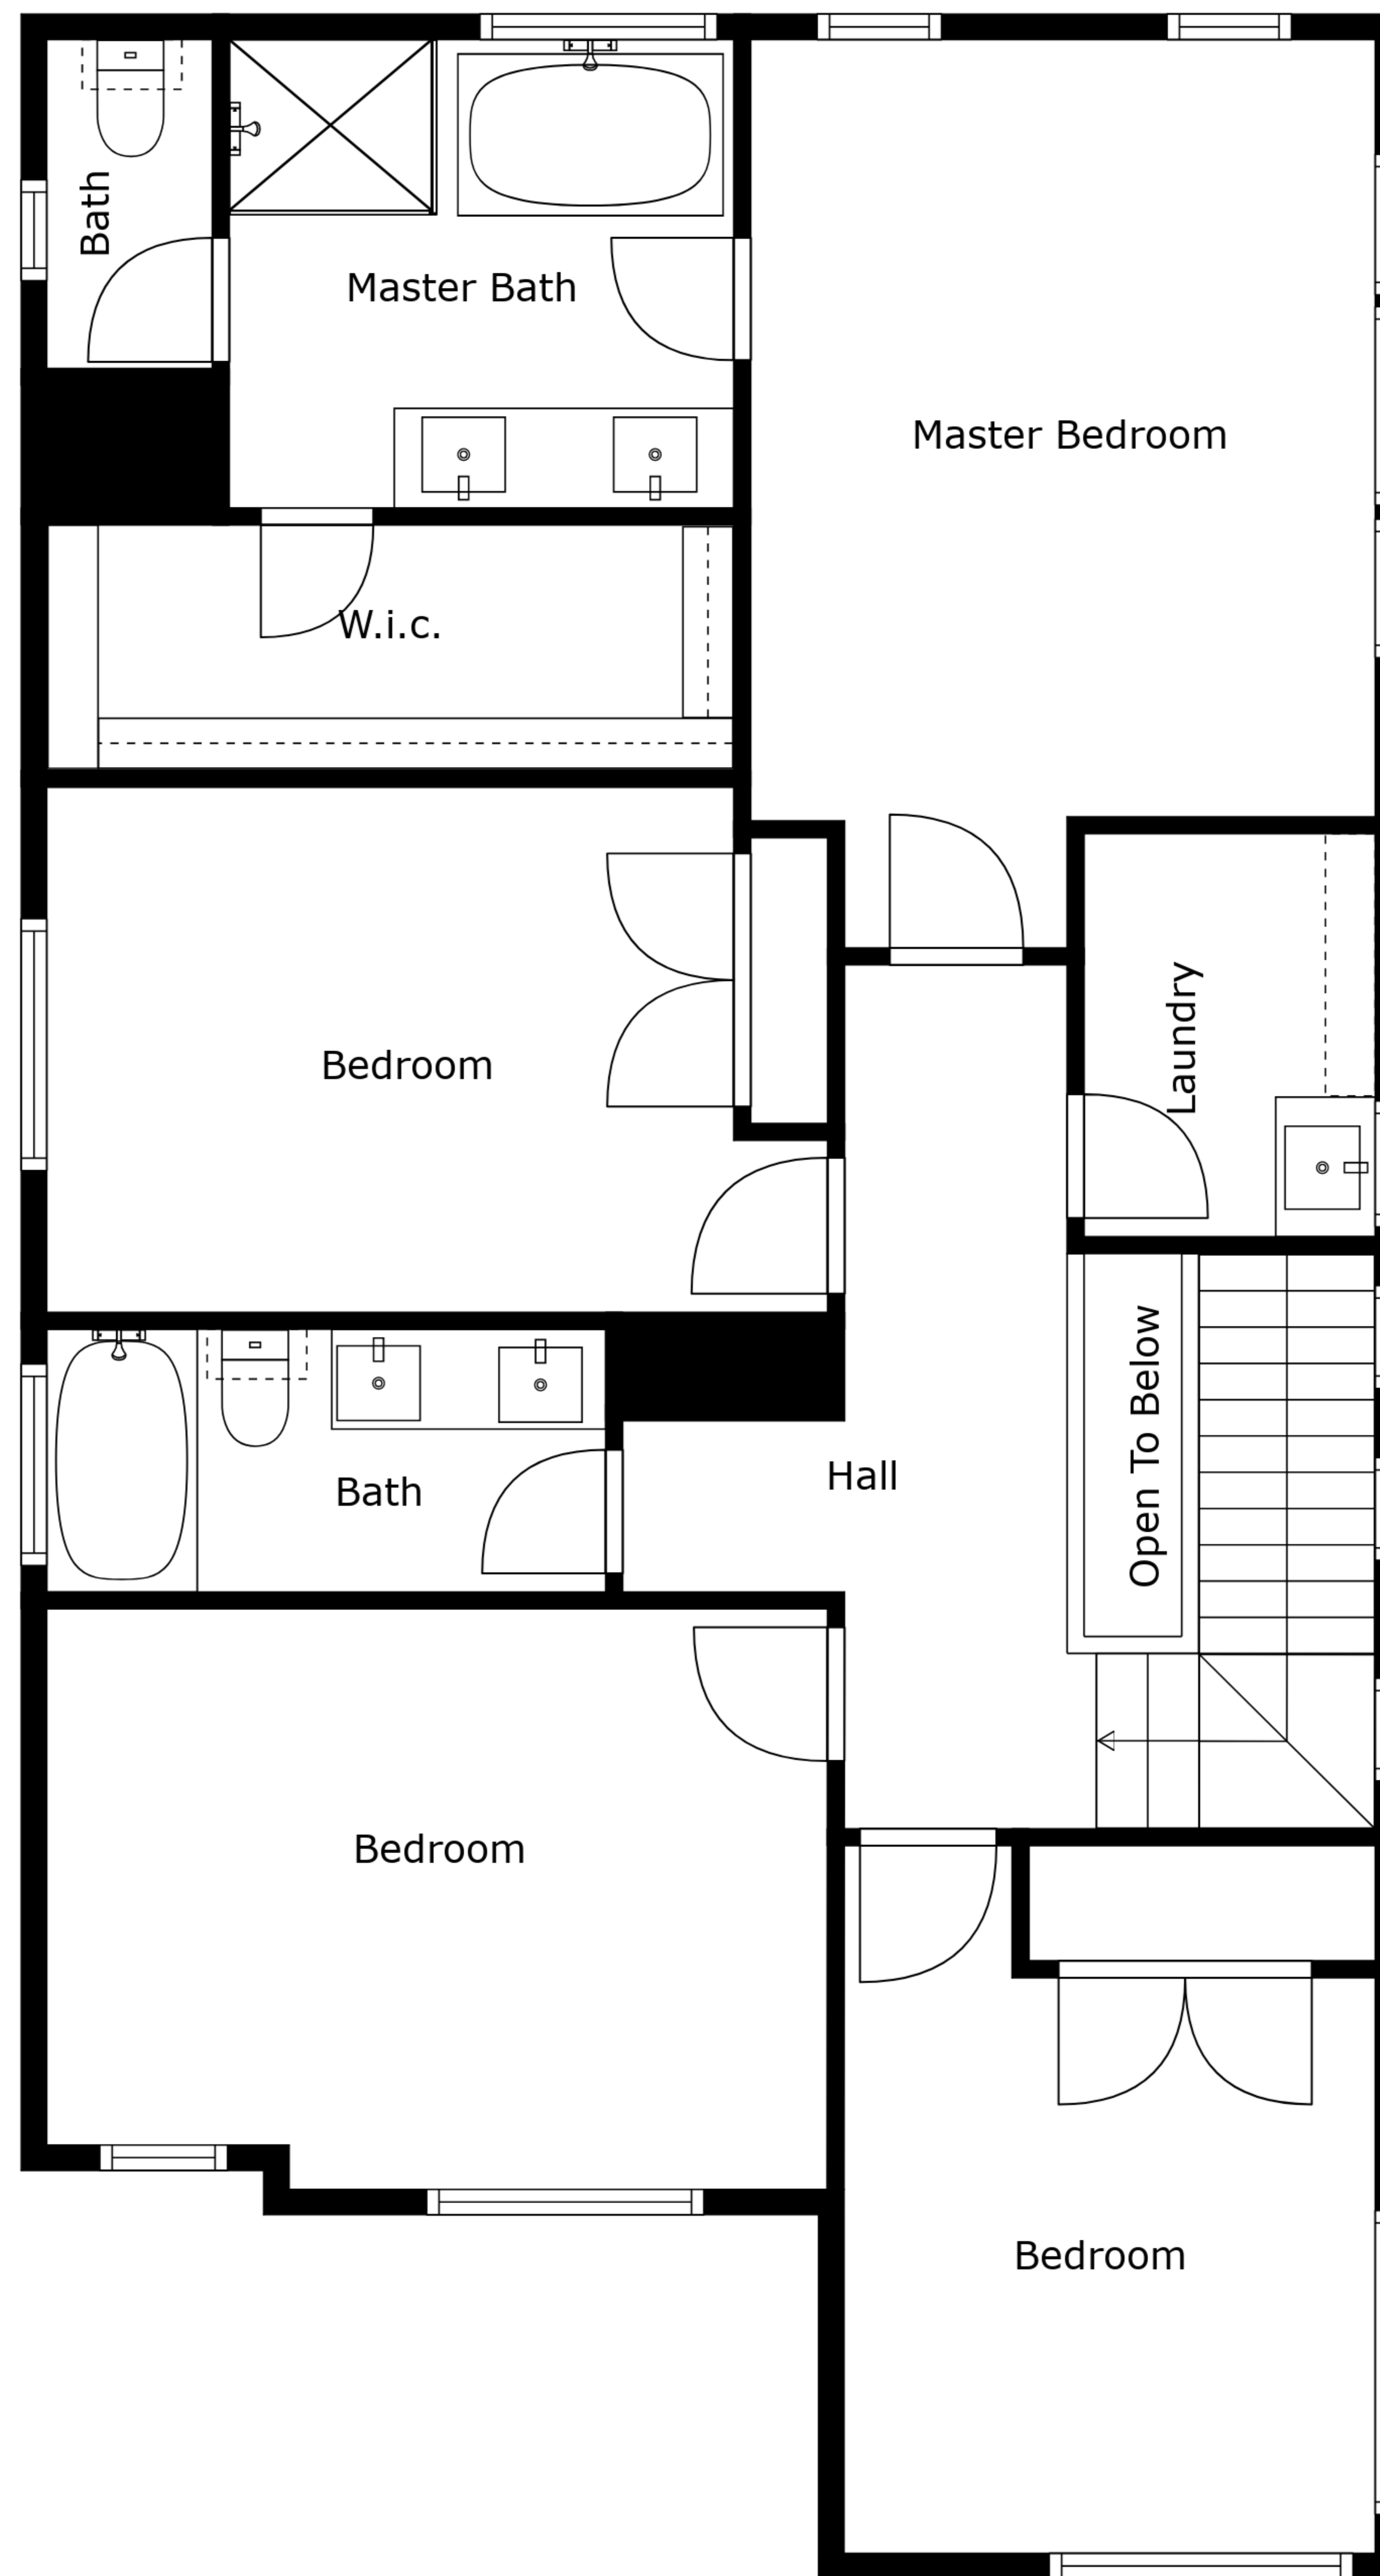 Bath
Master Bath
Master Bedroom
W.i.c.
Bedroom
Laundry
Open To Below
Hall
Bath
Bedroom
Bedroom